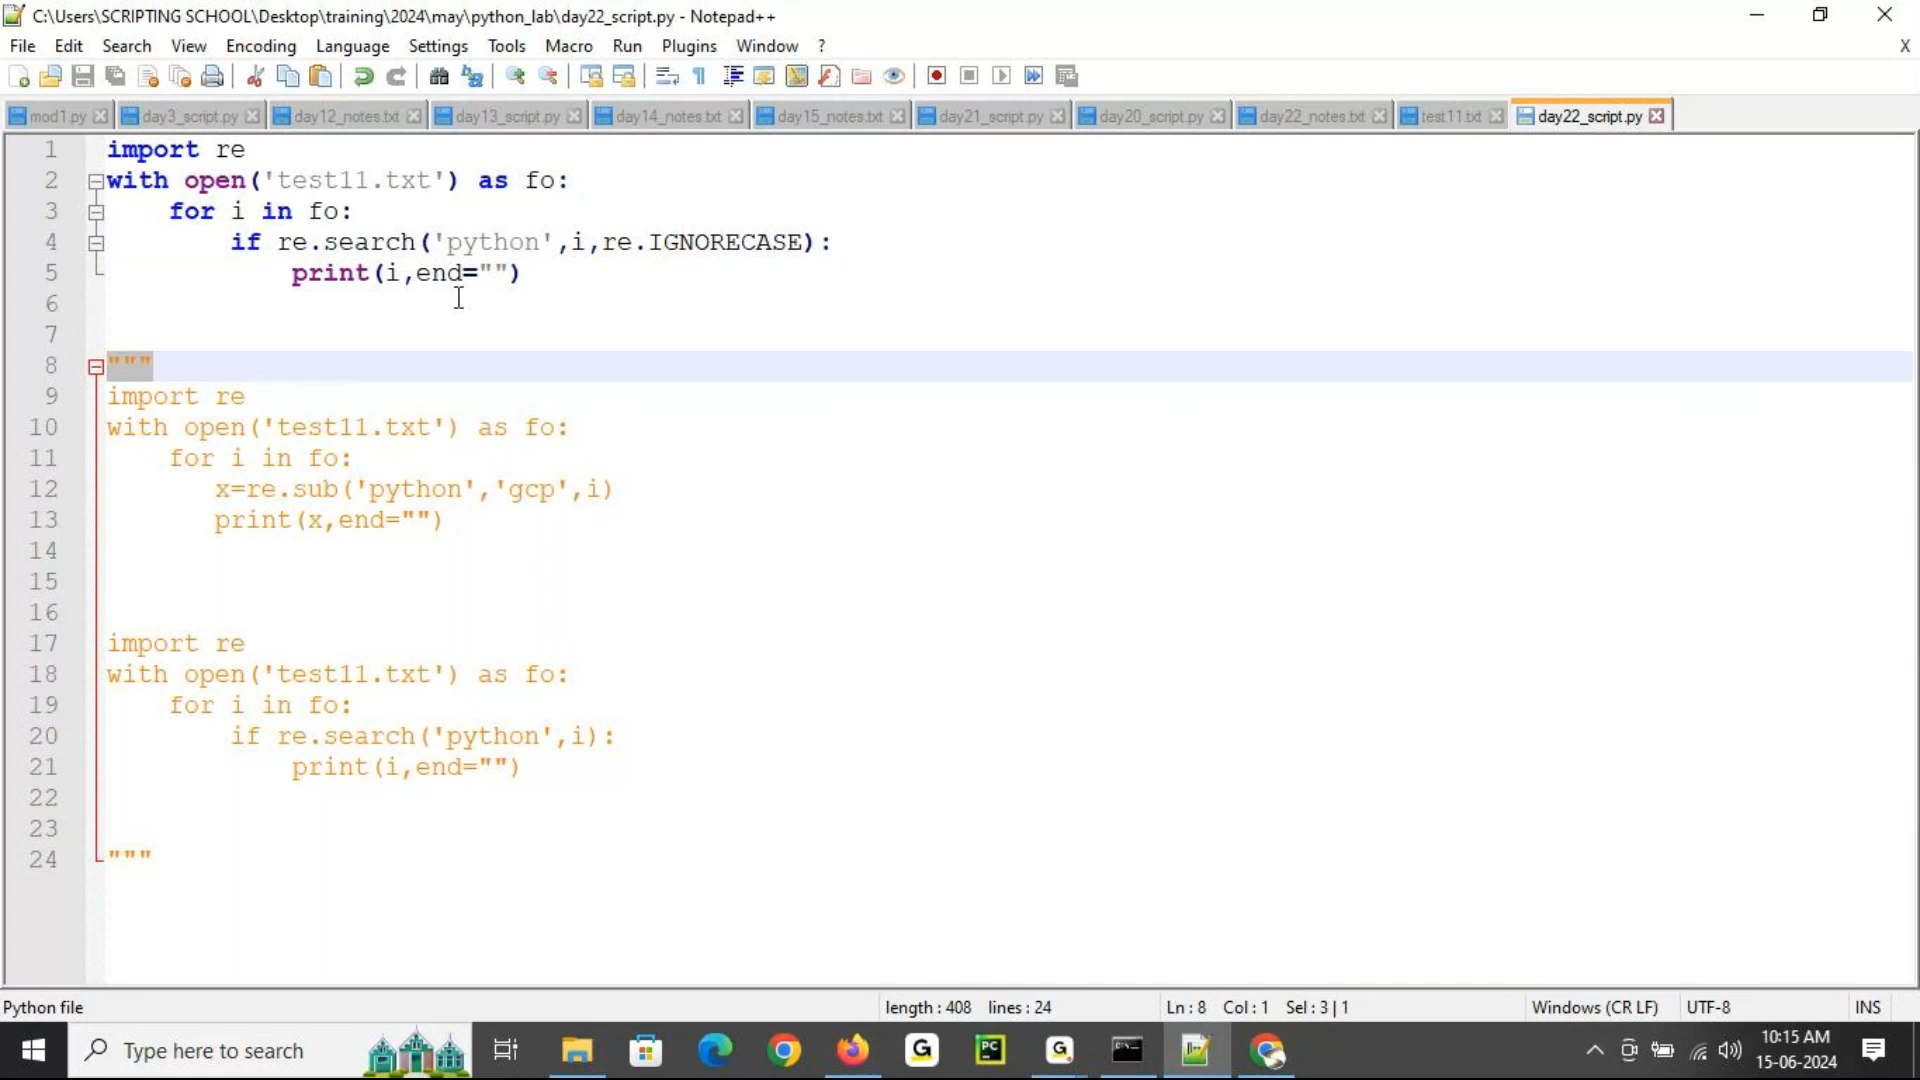 C:\Users\SCRIPTING SCHOOL\Desktop\training\2024\may\python_lab\day22_script.py - Notepad++
File Edit Search View Encoding Language Settings Tools Macro Run Plugins Window ? X
mod1.py day3_script.py day12_notes.txt day13_script.py day14_notes.txt day15_notes.txt day21_script.py day20_script.py day22_notes.txt test11.txt day22_script.py
1 import re
2 with open('test11.txt') as fo:
3 for i in fo:
4 if re.search('python',i,re.IGNORECASE):
5 print(i,end="")
6
7
8 """
9 import re
10 with open('test11.txt') as fo:
11 for i in fo:
12 x=re.sub('python','gcp',i)
13 print(x,end="")
14
15
16
17 import re
18 with open('test11.txt') as fo:
19 for i in fo:
20 if re.search('python',i):
21 print(i,end="")
22
23
24 """
Python file length : 408 lines : 24 Ln : 8 Col : 1 Sel : 3 | 1 Windows (CR LF) UTF-8 INS
Type here to search
10:15 AM
15-06-2024